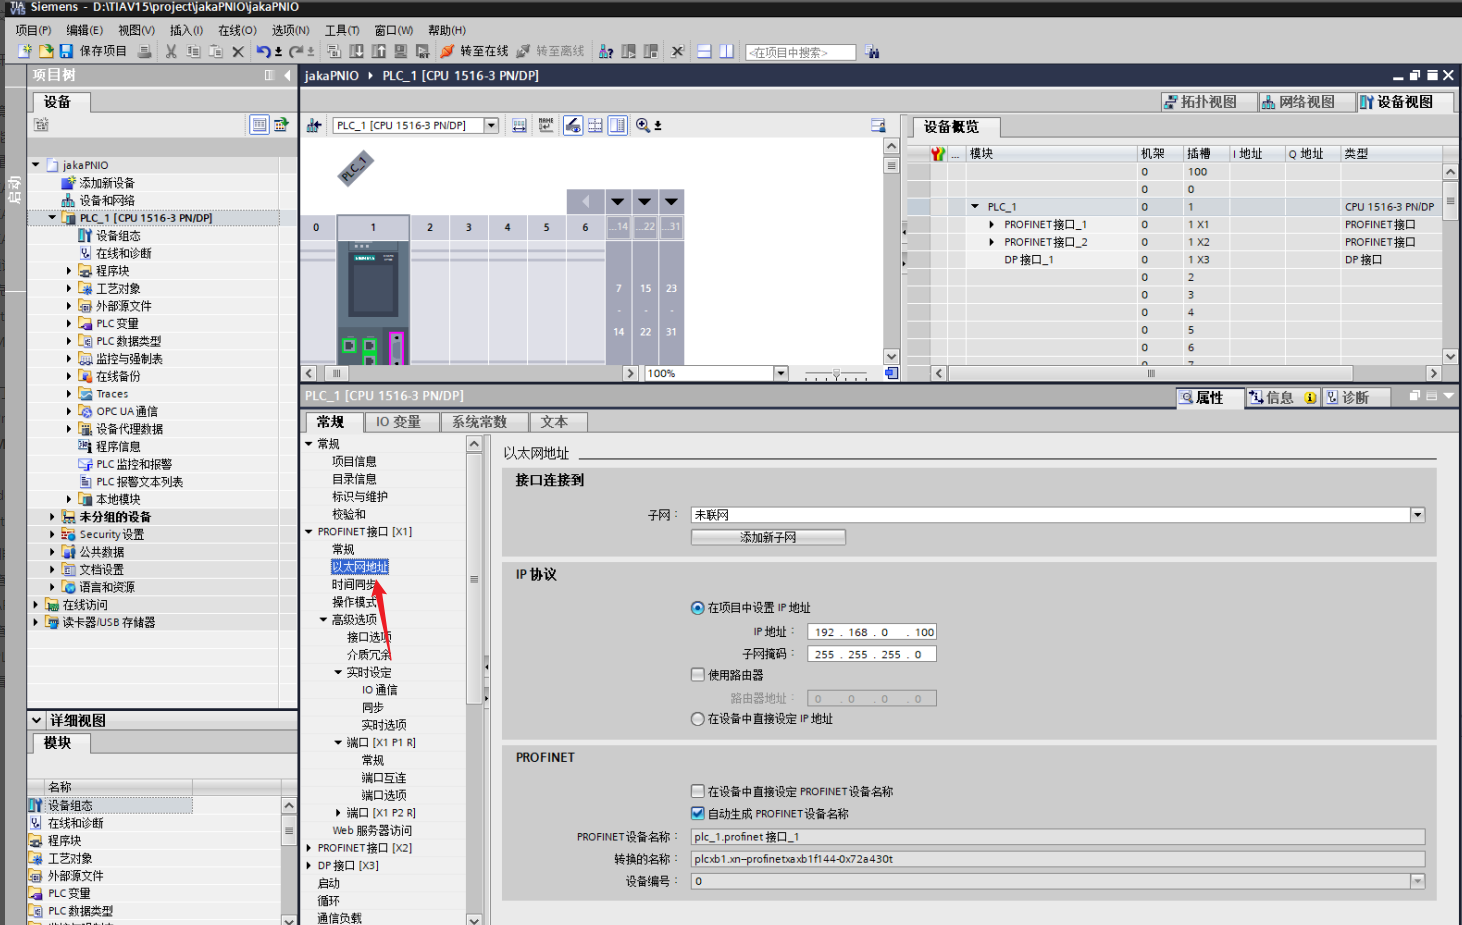 Siemens - D:\TIAV15\project\jakaPNIO\jakaPNIO
项目(P) 编辑(E) 视图(V) 插入(I) 在线(O) 选项(N) 工具(T) 窗口(W) 帮助(H)
保存项目 转至在线 转至离线 <在项目中搜索>
项目树
jakaPNIO PLC_1 [CPU 1516-3 PN/DP]
设备
拓扑视图 网络视图 设备视图
启动
jakaPNIO
添加新设备
设备和网络
PLC_1 [CPU 1516-3 PN/DP]
设备组态
在线和诊断
程序块
工艺对象
外部源文件
PLC 变量
PLC 数据类型
监控与强制表
在线备份
Traces
OPC UA 通信
设备代理数据
程序信息
PLC 监控和报警
PLC 报警文本列表
本地模块
未分组的设备
Security 设置
公共数据
文档设置
语言和资源
在线访问
读卡器/USB 存储器
详细视图
模块
名称
设备组态
在线和诊断
程序块
工艺对象
外部源文件
PLC 变量
PLC 数据类型
PLC_1 [CPU 1516-3 PN/DP]
PLC_1
0 1 2 3 4 5 6 ...14 ...22 ...31
7 15 23
- - -
14 22 31
100%
设备概览
... 模块 机架 插槽 I 地址 Q 地址 类型
0 100
0 0
PLC_1 0 1 CPU 1516-3 PN/DP
PROFINET接口_1 0 1 X1 PROFINET接口
PROFINET接口_2 0 1 X2 PROFINET接口
DP 接口_1 0 1 X3 DP 接口
0 2
0 3
0 4
0 5
0 6
0 7
PLC_1 [CPU 1516-3 PN/DP]
属性 信息 诊断
常规 IO 变量 系统常数 文本
常规
项目信息
目录信息
标识与维护
校验和
PROFINET接口 [X1]
常规
以太网地址
时间同步
操作模式
高级选项
接口选项
介质冗余
实时设定
IO 通信
同步
实时选项
端口 [X1 P1 R]
常规
端口互连
端口选项
端口 [X1 P2 R]
Web 服务器访问
PROFINET接口 [X2]
DP 接口 [X3]
启动
循环
通信负载
以太网地址
接口连接到
子网: 未联网
添加新子网
IP 协议
在项目中设置 IP 地址
IP 地址: 192 . 168 . 0 . 100
子网掩码: 255 . 255 . 255 . 0
使用路由器
路由器地址: 0 . 0 . 0 . 0
在设备中直接设定 IP 地址
PROFINET
在设备中直接设定 PROFINET设备名称
自动生成 PROFINET设备名称
PROFINET设备名称: plc_1.profinet 接口_1
转换的名称: plcxb1.xn--profinetxaxb1f144-0x72a430t
设备编号: 0